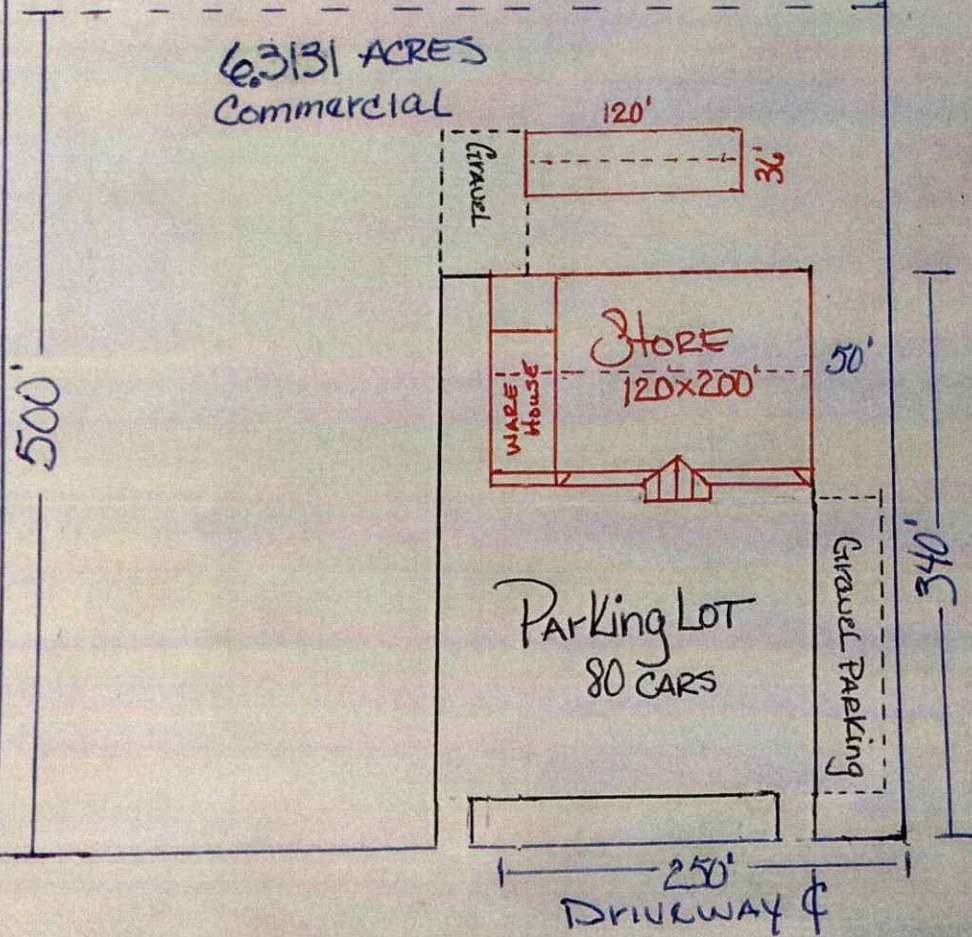 6.3131 ACRES
Commercial
120'
36'
Gravel
STORE
120'x200'
50'
WARE
HOUSE
500'
340'
Parking Lot
80 CARS
Gravel PARKing
250'
DrivewAY ₵